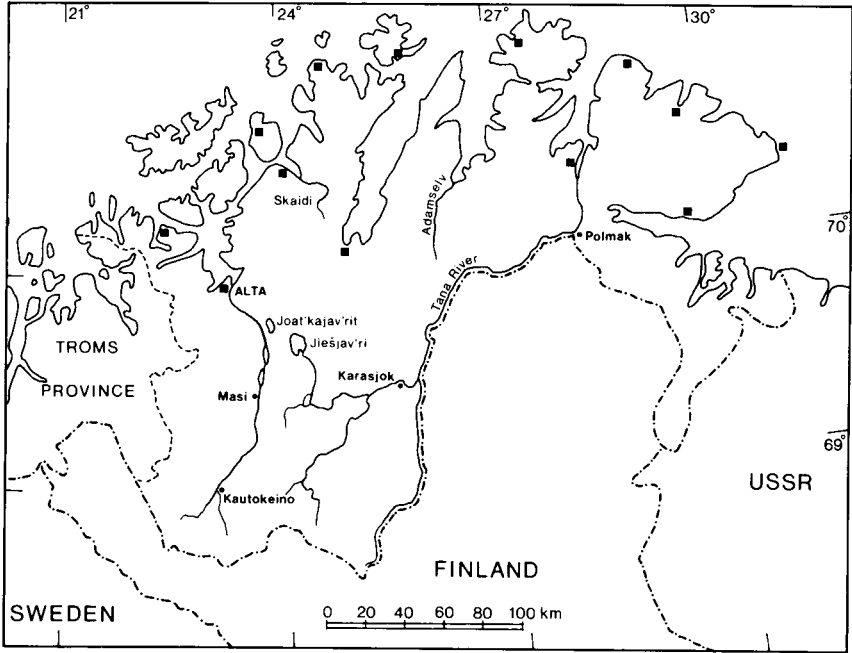 21°
24°
27°
30°
Skaidi
Adamselv
70°
Polmak
Tana River
ALTA
Joat'kajav'rit
Jiešjav'ri
TROMS
PROVINCE
Karasjok
Masi
69°
Kautokeino
USSR
FINLAND
SWEDEN
0 20 40 60 80 100 km